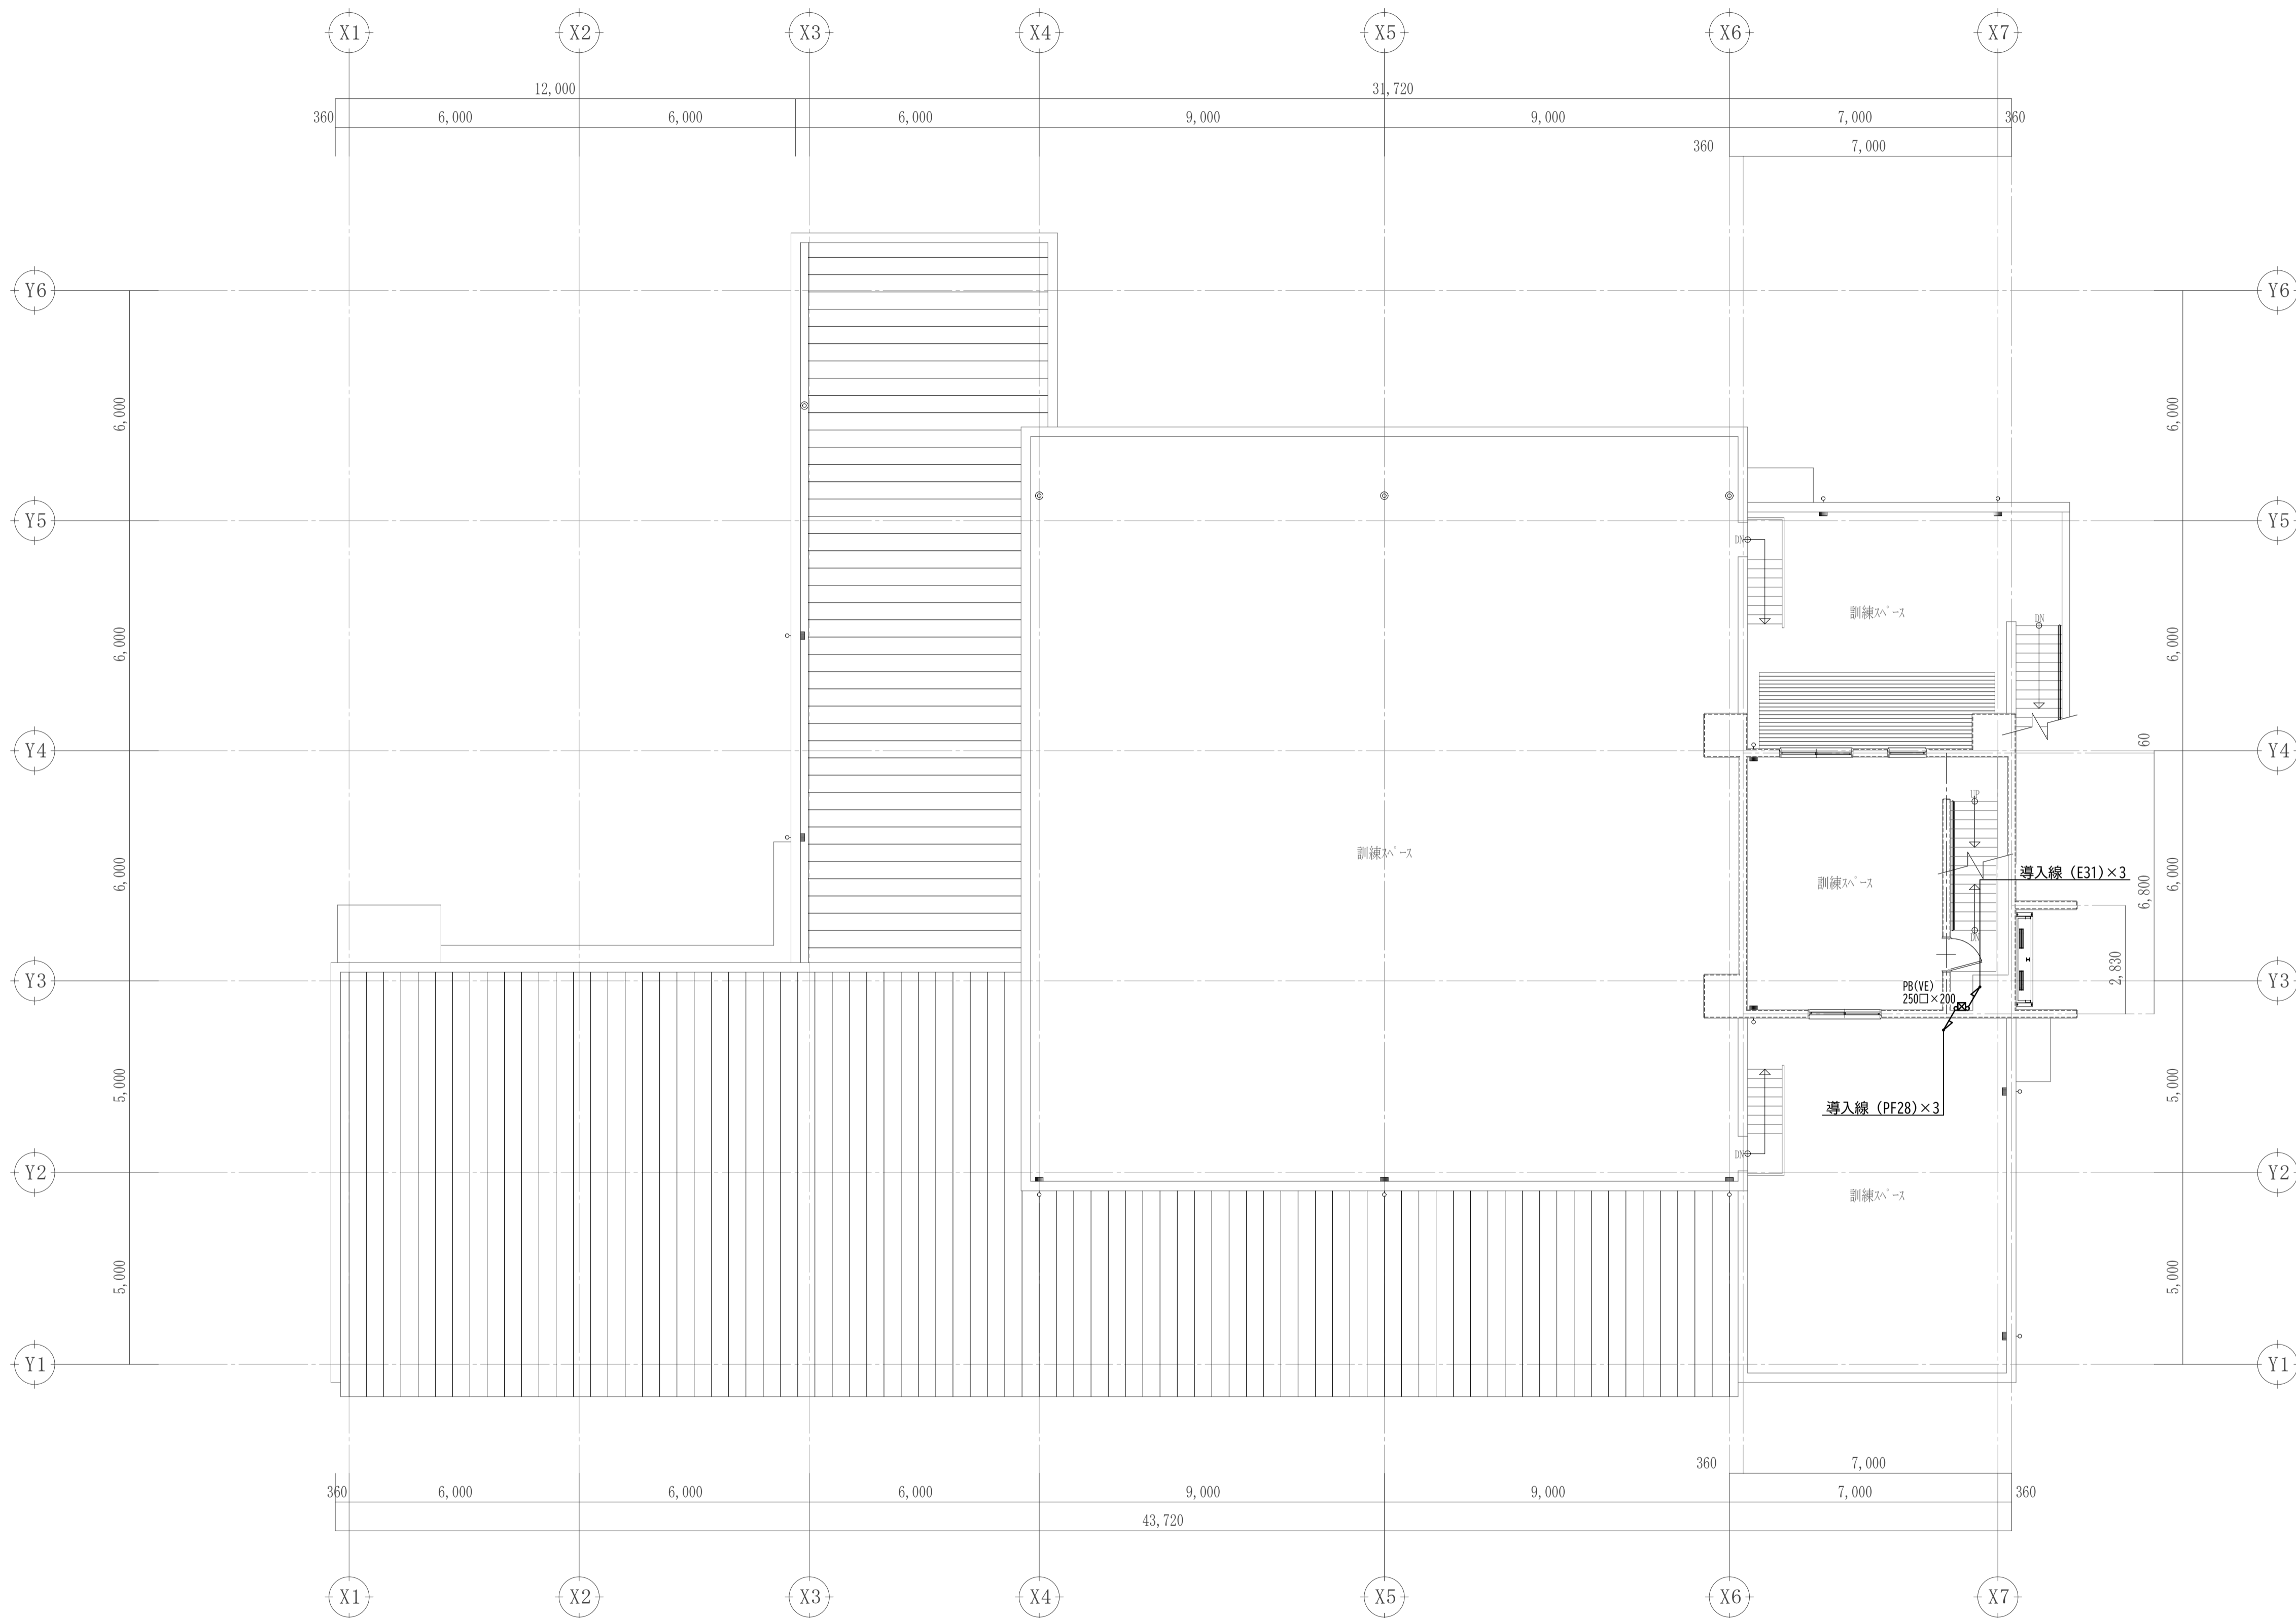 X1 X2 X3 X4 X5 X6 X7
12,000 31,720
360 6,000 6,000 6,000 9,000 9,000 7,000 360
360 7,000
Y6 Y6
6,000 6,000
Y5 Y5
DN
訓練スペース
DN
6,000 6,000
Y4 60 Y4
UP
訓練スペース
訓練スペース
導入線 (E31)×3
6,000 6,800 6,000
DN
2,830
Y3 Y3
PB(VE)
250□×200
5,000 5,000
導入線 (PF28)×3
DN
Y2 Y2
訓練スペース
5,000 5,000
Y1 Y1
360 7,000
360 6,000 6,000 6,000 9,000 9,000 7,000 360
43,720
X1 X2 X3 X4 X5 X6 X7